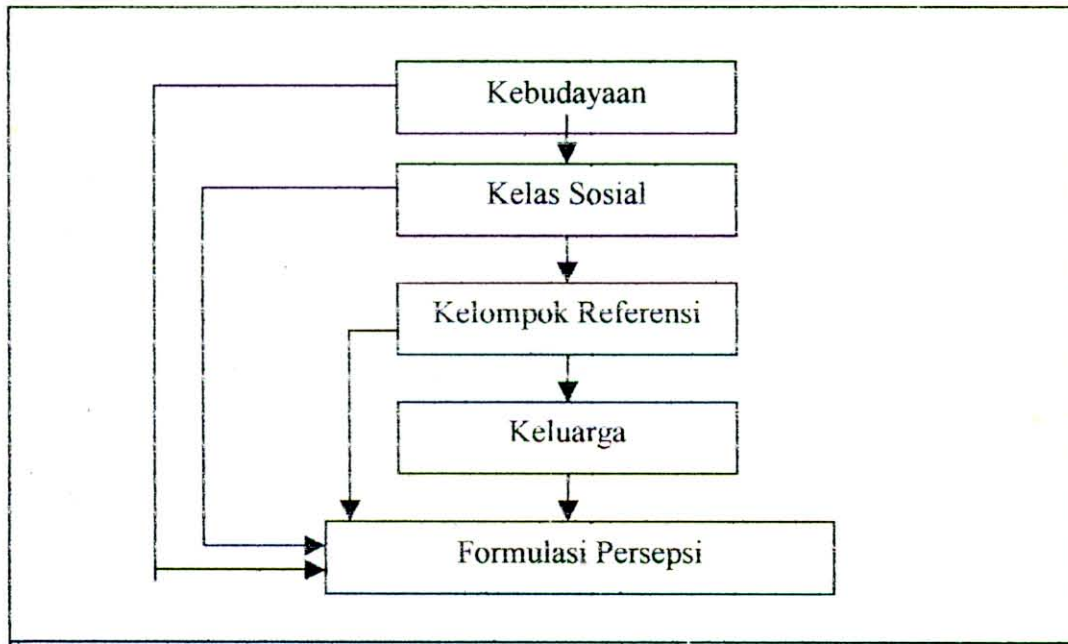 Kebudayaan
Kelas Sosial
Kelompok Referensi
Keluarga
Formulasi Persepsi